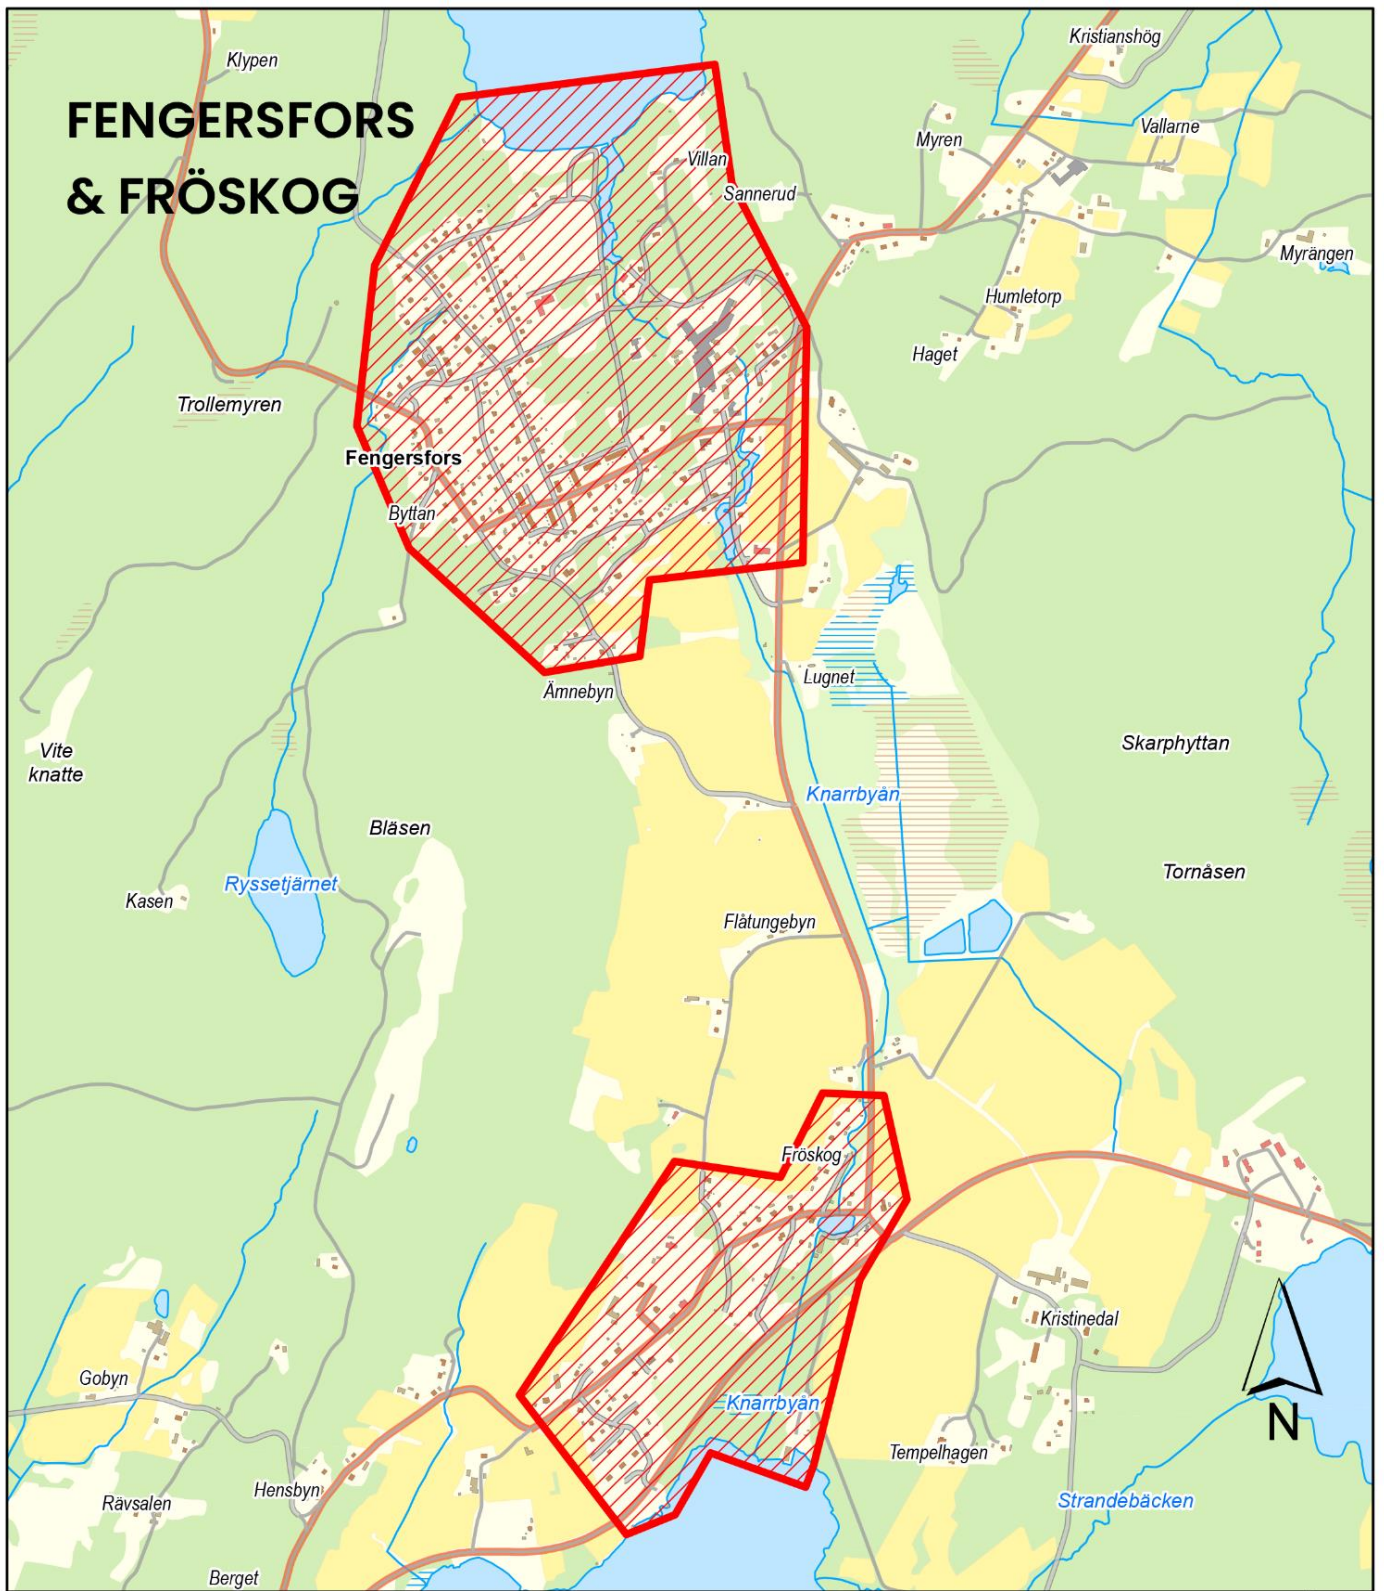 Kristianshög
Klypen
FENGERSFORS
& FRÖSKOG
Myren
Vallarne
Villan
Sannerud
Myrängen
Humletorp
Haget
Trollemyren
Fengersfors
Byttan
Lugnet
Ämnebyn
Vite
knatte
Skarphyttan
Knarrbyån
Bläsen
Ryssetjärnet
Tornåsen
Kasen
Flåtungebyn
Fröskog
Kristinedal
Gobyn
Knarrbyån
N
Tempelhagen
Hensbyn
Rävsalen
Strandebäcken
Berget